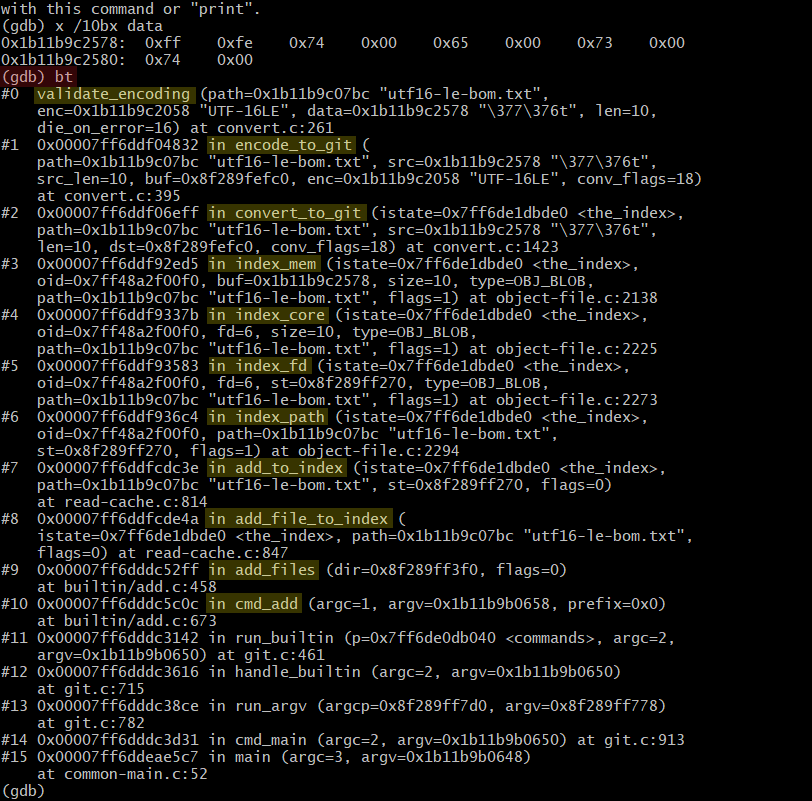 with this command or "print".
(gdb) x /10bx data
0x1b11b9c2578:  0xff    0xfe    0x74    0x00    0x65    0x00    0x73    0x00
0x1b11b9c2580:  0x74    0x00
(gdb) bt
#0  validate_encoding (path=0x1b11b9c07bc "utf16-le-bom.txt",
    enc=0x1b11b9c2058 "UTF-16LE", data=0x1b11b9c2578 "\377\376t", len=10,
    die_on_error=16) at convert.c:261
#1  0x00007ff6ddf04832 in encode_to_git (
    path=0x1b11b9c07bc "utf16-le-bom.txt", src=0x1b11b9c2578 "\377\376t",
    src_len=10, buf=0x8f289fefc0, enc=0x1b11b9c2058 "UTF-16LE", conv_flags=18)
    at convert.c:395
#2  0x00007ff6ddf06eff in convert_to_git (istate=0x7ff6de1dbde0 <the_index>,
    path=0x1b11b9c07bc "utf16-le-bom.txt", src=0x1b11b9c2578 "\377\376t",
    len=10, dst=0x8f289fefc0, conv_flags=18) at convert.c:1423
#3  0x00007ff6ddf92ed5 in index_mem (istate=0x7ff6de1dbde0 <the_index>,
    oid=0x7ff48a2f00f0, buf=0x1b11b9c2578, size=10, type=OBJ_BLOB,
    path=0x1b11b9c07bc "utf16-le-bom.txt", flags=1) at object-file.c:2138
#4  0x00007ff6ddf9337b in index_core (istate=0x7ff6de1dbde0 <the_index>,
    oid=0x7ff48a2f00f0, fd=6, size=10, type=OBJ_BLOB,
    path=0x1b11b9c07bc "utf16-le-bom.txt", flags=1) at object-file.c:2225
#5  0x00007ff6ddf93583 in index_fd (istate=0x7ff6de1dbde0 <the_index>,
    oid=0x7ff48a2f00f0, fd=6, st=0x8f289ff270, type=OBJ_BLOB,
    path=0x1b11b9c07bc "utf16-le-bom.txt", flags=1) at object-file.c:2273
#6  0x00007ff6ddf936c4 in index_path (istate=0x7ff6de1dbde0 <the_index>,
    oid=0x7ff48a2f00f0, path=0x1b11b9c07bc "utf16-le-bom.txt",
    st=0x8f289ff270, flags=1) at object-file.c:2294
#7  0x00007ff6ddfcdc3e in add_to_index (istate=0x7ff6de1dbde0 <the_index>,
    path=0x1b11b9c07bc "utf16-le-bom.txt", st=0x8f289ff270, flags=0)
    at read-cache.c:814
#8  0x00007ff6ddfcde4a in add_file_to_index (
    istate=0x7ff6de1dbde0 <the_index>, path=0x1b11b9c07bc "utf16-le-bom.txt",
    flags=0) at read-cache.c:847
#9  0x00007ff6dddc52ff in add_files (dir=0x8f289ff3f0, flags=0)
    at builtin/add.c:458
#10 0x00007ff6dddc5c0c in cmd_add (argc=1, argv=0x1b11b9b0658, prefix=0x0)
    at builtin/add.c:673
#11 0x00007ff6dddc3142 in run_builtin (p=0x7ff6de0db040 <commands>, argc=2,
    argv=0x1b11b9b0650) at git.c:461
#12 0x00007ff6dddc3616 in handle_builtin (argc=2, argv=0x1b11b9b0650)
    at git.c:715
#13 0x00007ff6dddc38ce in run_argv (argcp=0x8f289ff7d0, argv=0x8f289ff778)
    at git.c:782
#14 0x00007ff6dddc3d31 in cmd_main (argc=2, argv=0x1b11b9b0650) at git.c:913
#15 0x00007ff6ddeae5c7 in main (argc=3, argv=0x1b11b9b0648)
    at common-main.c:52
(gdb)